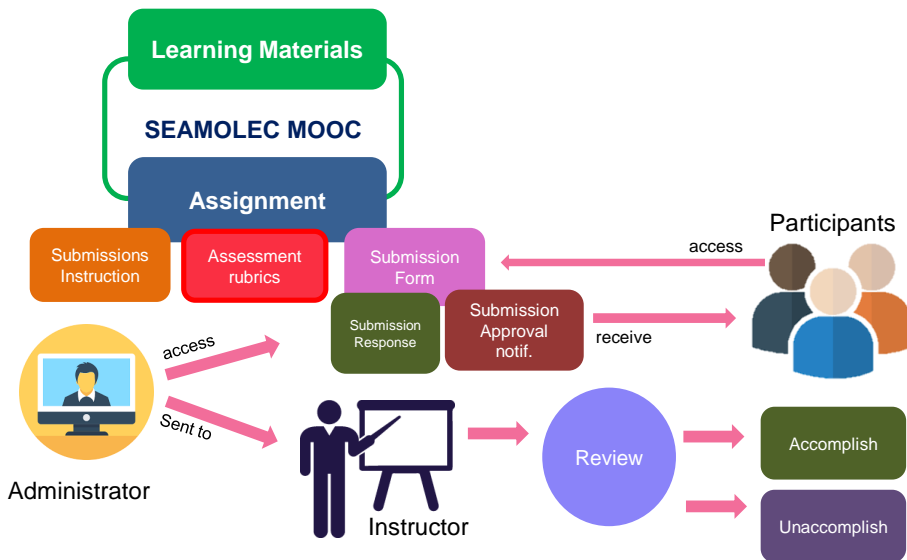 Learning Materials
SEAMOLEC MOOC
Assignment
Submissions
Instruction
Assessment
rubrics
Submission
Form
access
Participants
Submission
Response
Submission
Approval
notif.
receive
access
Sent to
Administrator
Instructor
Review
Accomplish
Unaccomplish